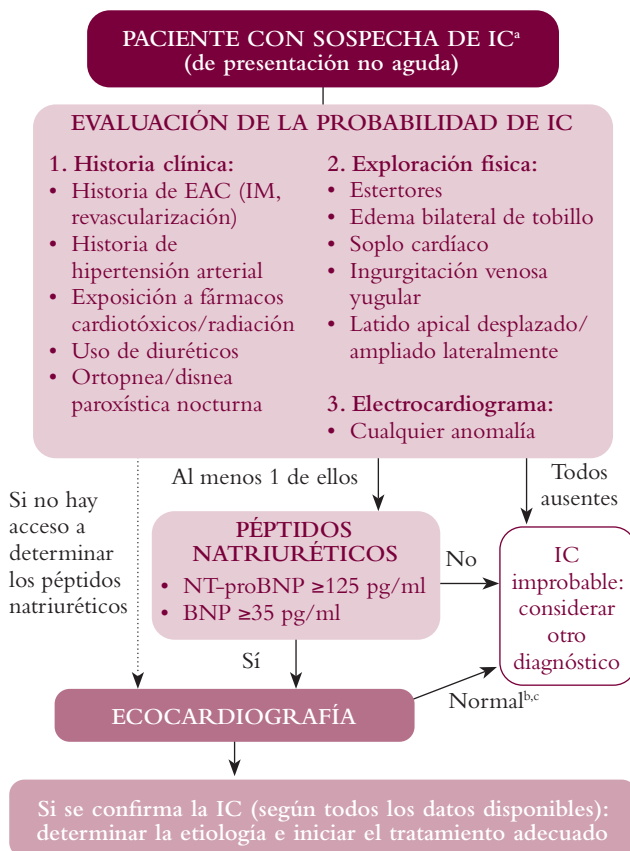 PACIENTE CON SOSPECHA DE ICª
(de presentación no aguda)
EVALUACIÓN DE LA PROBABILIDAD DE IC
1. Historia clínica:
• Historia de EAC (IM,
revascularización)
• Historia de
hipertensión arterial
• Exposición a fármacos
cardiotóxicos/radiación
• Uso de diuréticos
• Ortopnea/disnea
paroxística nocturna
2. Exploración física:
• Estertores
• Edema bilateral de tobillo
• Soplo cardíaco
• Ingurgitación venosa
yugular
• Latido apical desplazado/
ampliado lateralmente
3. Electrocardiograma:
• Cualquier anomalía
Si no hay
acceso a
determinar
los péptidos
natriuréticos
Al menos 1 de ellos
Todos
ausentes
PÉPTIDOS
NATRIURÉTICOS
• NT-proBNP ≥125 pg/ml
• BNP ≥35 pg/ml
No
IC
improbable:
considerar
otro
diagnóstico
Sí
ECOCARDIOGRAFÍA
Normalb,c
Si se confirma la IC (según todos los datos disponibles):
determinar la etiología e iniciar el tratamiento adecuado